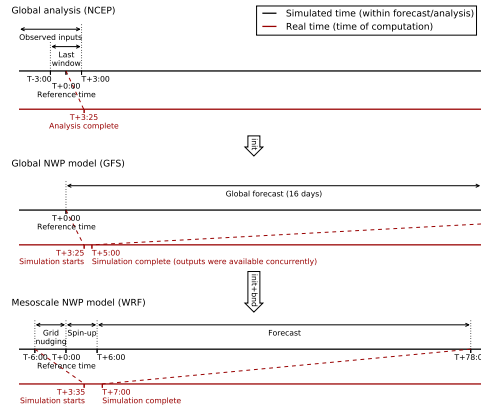 Global analysis (NCEP)
Simulated time (within forecast/analysis)
Real time (time of computation)
Observed inputs
Last
window
T-3:00
T+3:00
T+0:00
Reference time
T+3:25
Analysis complete
init
Global NWP model (GFS)
Global forecast (16 days)
T+0:00
Reference time
T+3:25
T+5:00
Simulation starts
Simulation complete (outputs were available concurrently)
init+bnd
Mesoscale NWP model (WRF)
Grid
nudging
Spin-up
Forecast
T-6:00
T+0:00
T+6:00
T+78:0
Reference time
T+3:35
T+7:00
Simulation starts
Simulation complete